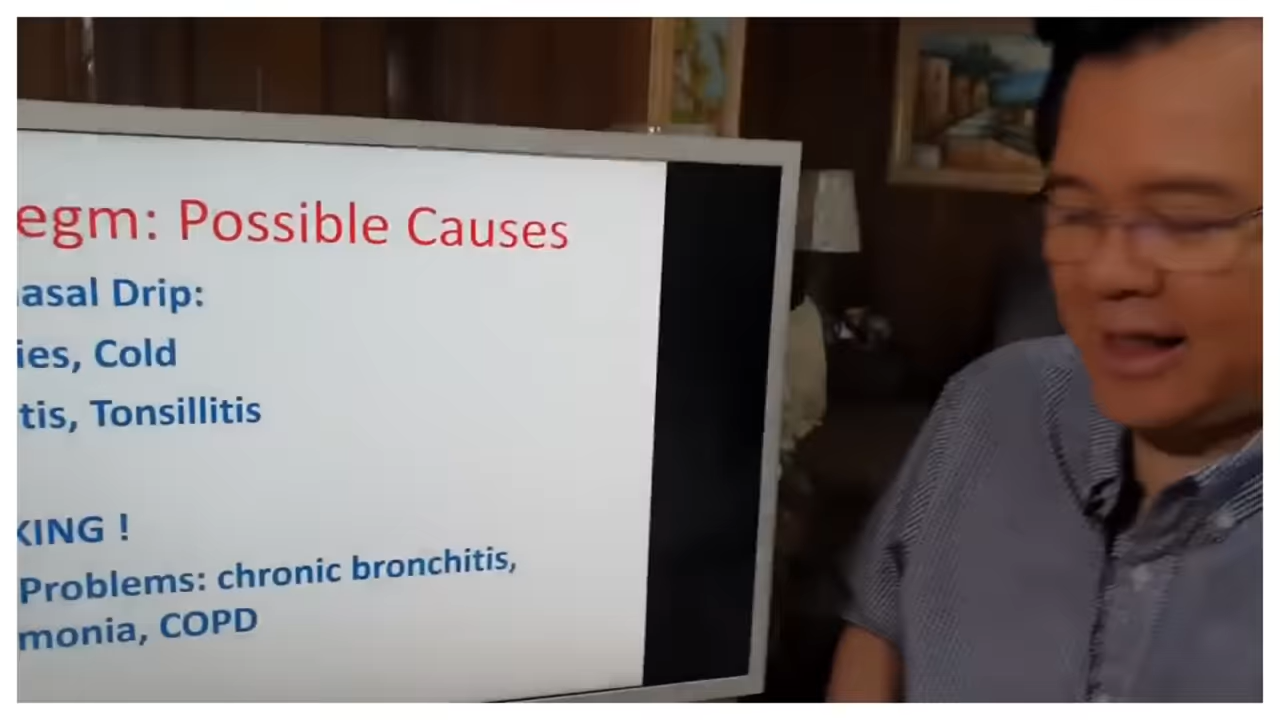 egm: Possible Causes
asal Drip:
ies, Cold
tis, Tonsillitis
KING !
Problems: chronic bronchitis,
monia, COPD